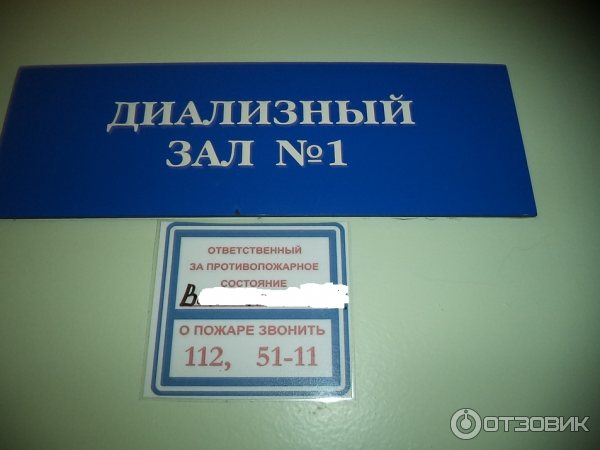 ДИАЛИЗНЫЙ
ЗАЛ №1
ОТВЕТСТВЕННЫЙ
ЗА ПРОТИВОПОЖАРНОЕ
СОСТОЯНИЕ
В
О ПОЖАРЕ ЗВОНИТЬ
112, 51-11
ОТЗОВИК